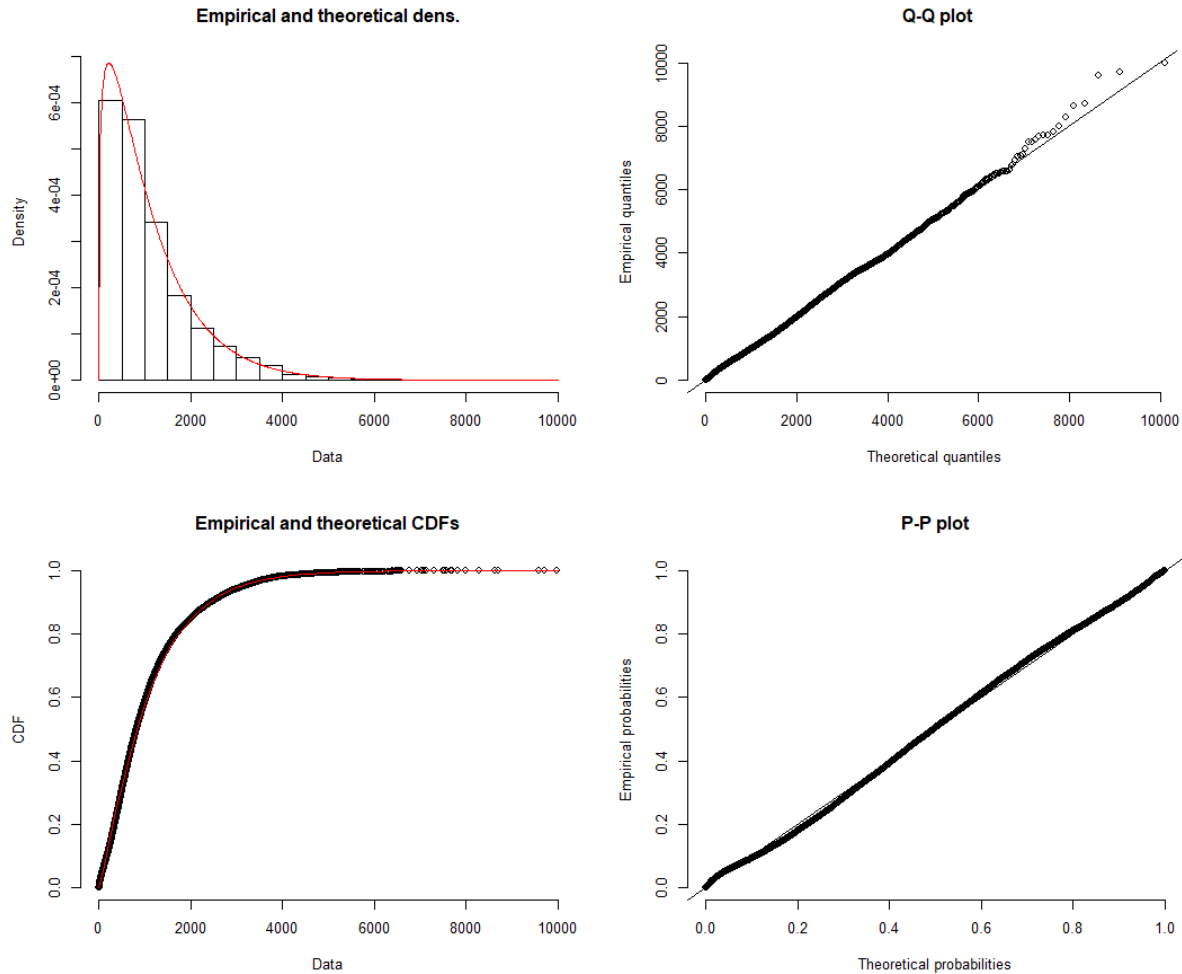 Empirical and theoretical dens.
Density
0e+00 2e-04 4e-04 6e-04
0 2000 4000 6000 8000 10000
Data
Q-Q plot
Empirical quantiles
0 2000 4000 6000 8000 10000
0 2000 4000 6000 8000 10000
Theoretical quantiles
Empirical and theoretical CDFs
CDF
0.0 0.2 0.4 0.6 0.8 1.0
0 2000 4000 6000 8000 10000
Data
P-P plot
Empirical probabilities
0.0 0.2 0.4 0.6 0.8 1.0
0.0 0.2 0.4 0.6 0.8 1.0
Theoretical probabilities